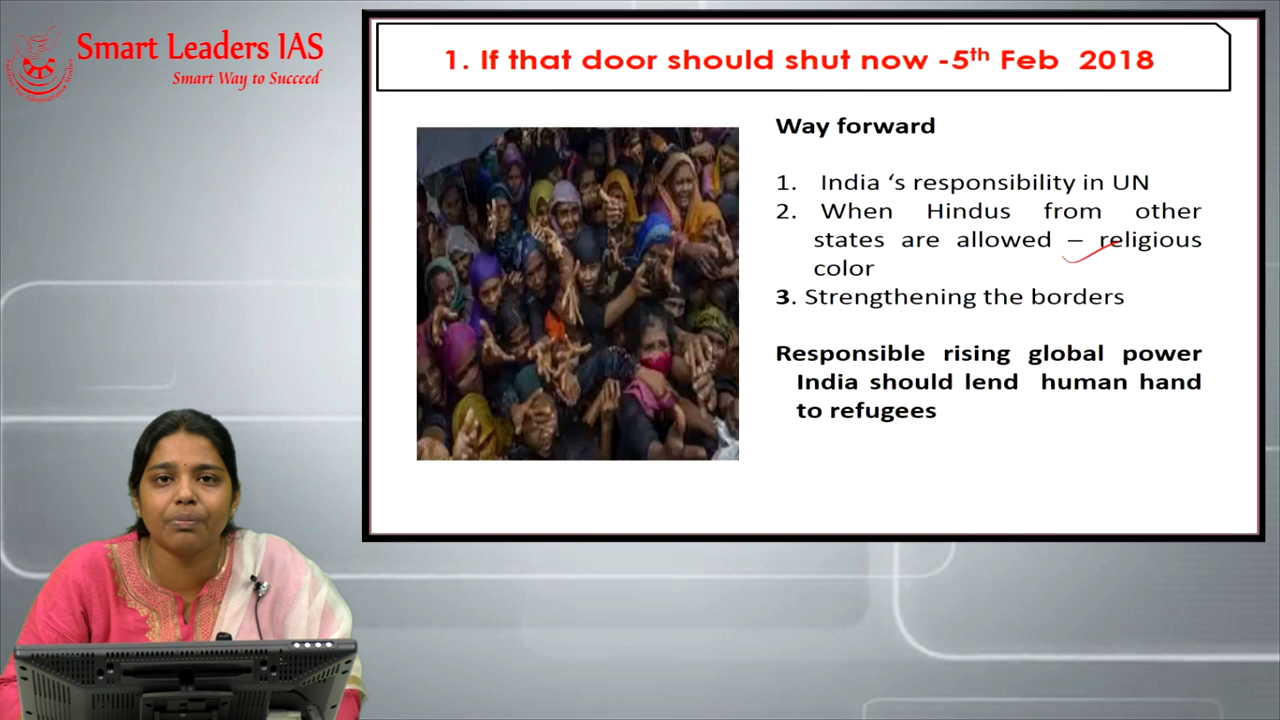 Smart Leaders IAS
Smart Way to Succeed
1. If that door should shut now -5th Feb 2018
Way forward
1. India ‘s responsibility in UN
2. When Hindus from other
states are allowed – religious
color
3. Strengthening the borders
Responsible rising global power
India should lend human hand
to refugees